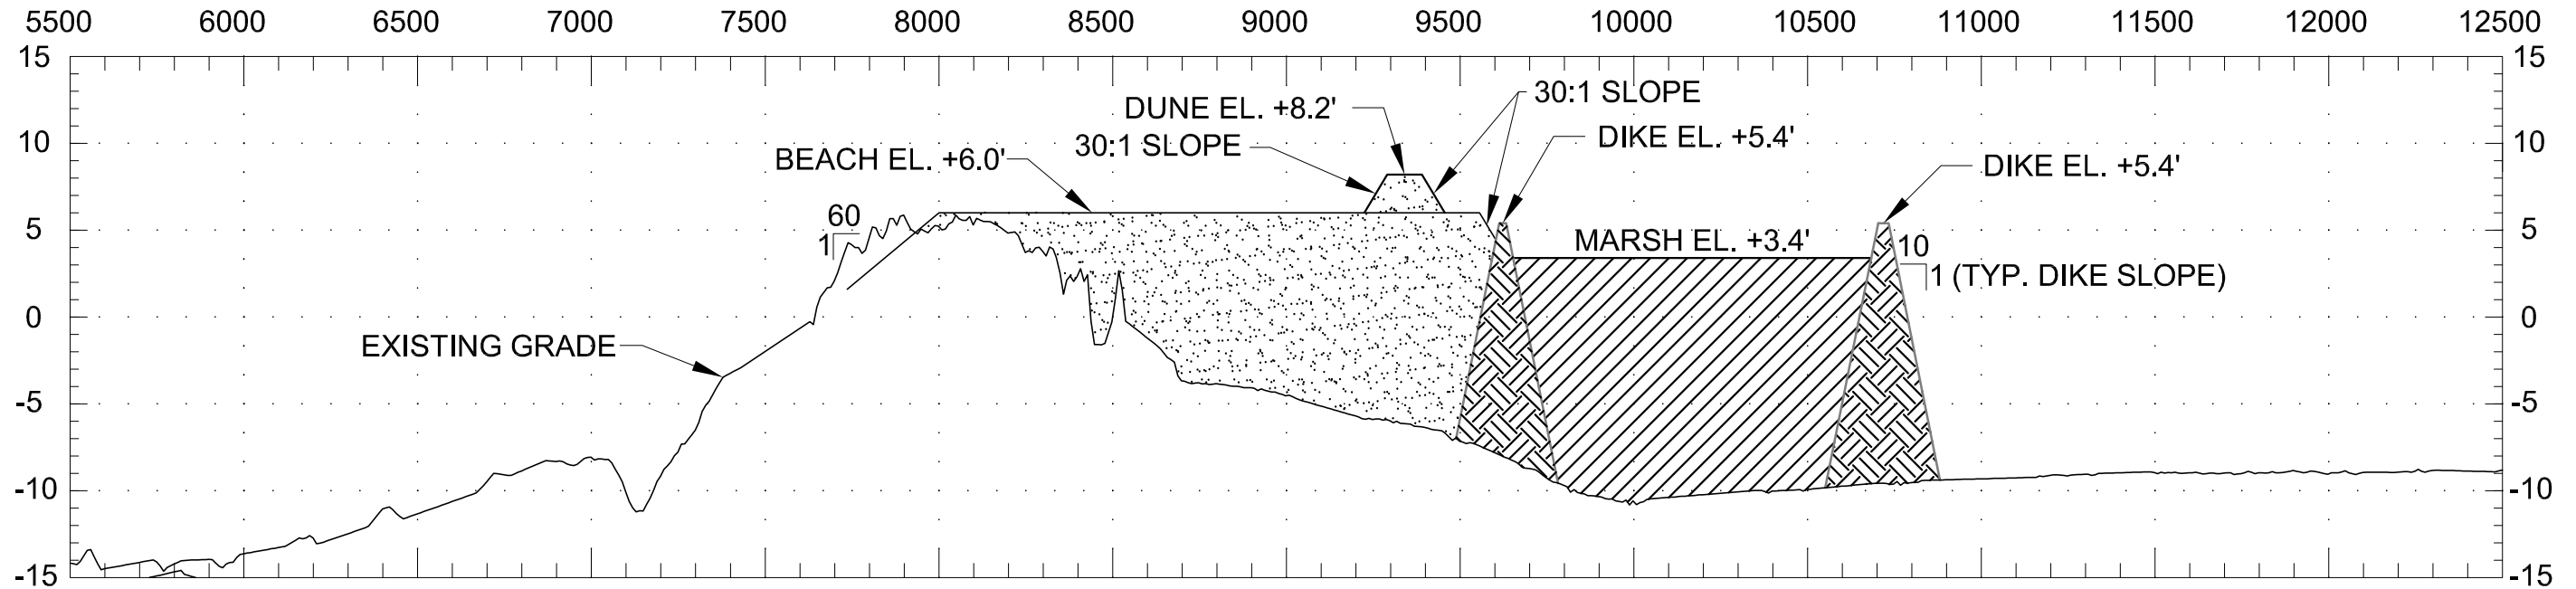 5500 6000 6500 7000 7500 8000 8500 9000 9500 10000 10500 11000 11500 12000 12500
15 15
30:1 SLOPE
DUNE EL. +8.2'
10 DIKE EL. +5.4' 10
30:1 SLOPE
BEACH EL. +6.0'
DIKE EL. +5.4'
60
5 5
1
MARSH EL. +3.4'
10
1 (TYP. DIKE SLOPE)
0 0
EXISTING GRADE
-5 -5
-10 -10
-15 -15